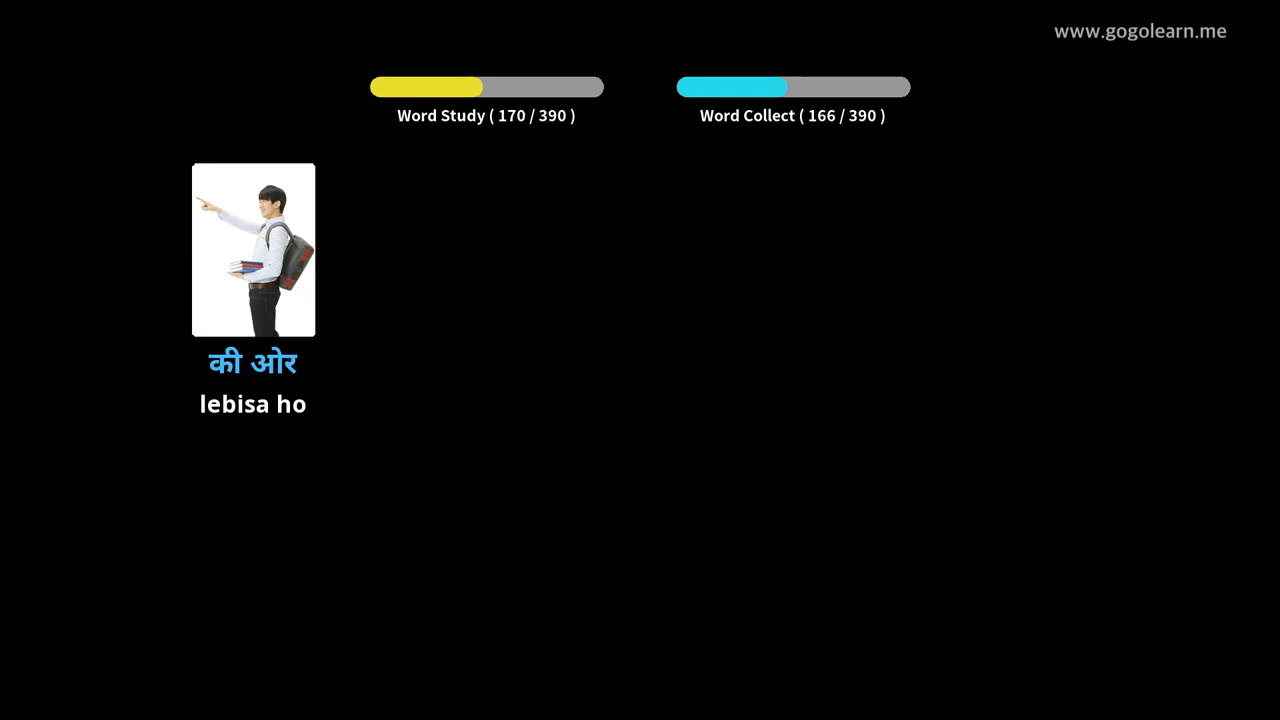 www.gogolearn.me
Word Study ( 170 / 390 )
Word Collect ( 166 / 390 )
की ओर
lebisa ho